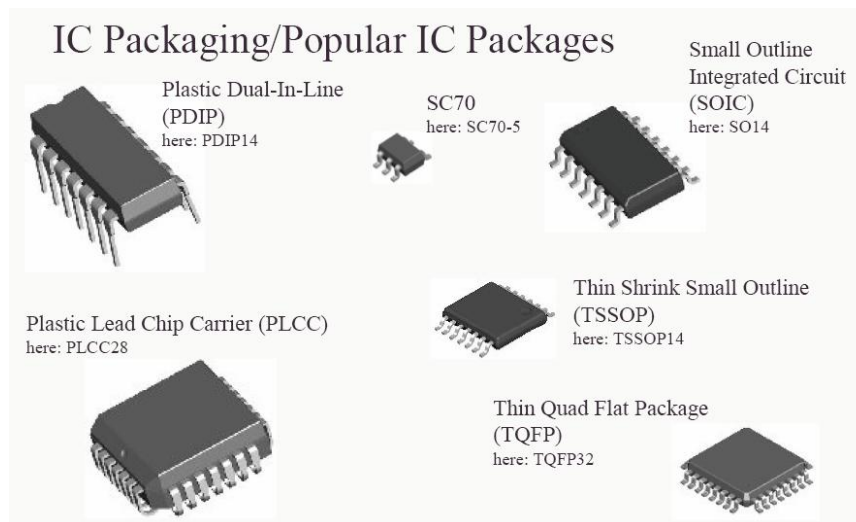 IC Packaging/Popular IC Packages
Plastic Dual-In-Line
(PDIP)
here: PDIP14
SC70
here: SC70-5
Small Outline
Integrated Circuit
(SOIC)
here: SO14
Plastic Lead Chip Carrier (PLCC)
here: PLCC28
Thin Shrink Small Outline
(TSSOP)
here: TSSOP14
Thin Quad Flat Package
(TQFP)
here: TQFP32